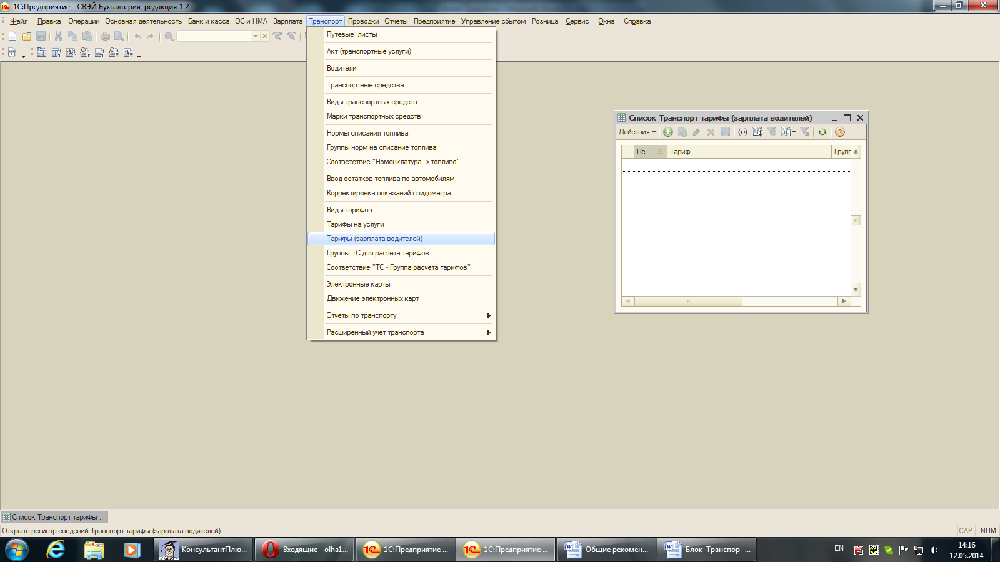 1С:Предприятие - СВЭЙ Бухгалтерия, редакция 1.2
Файл Правка Операции Основная деятельность Банк и касса ОС и НМА Зарплата Транспорт Проводки Отчеты Предприятие Управление сбытом Розница Сервис Окна Справка
Путевые листы
Акт (транспортные услуги)
Водители
Транспортные средства
Виды транспортных средств
Марки транспортных средств
Нормы списания топлива
Группы норм на списание топлива
Соответствие "Номенклатура -> топливо"
Ввод остатков топлива по автомобилям
Корректировка показаний спидометра
Виды тарифов
Тарифы на услуги
Тарифы (зарплата водителей)
Группы ТС для расчета тарифов
Соответствие "ТС - Группа расчета тарифов"
Электронные карты
Движение электронных карт
Отчеты по транспорту
Расширенный учет транспорта
Список Транспорт тарифы (зарплата водителей)
Действия
Пе... Тариф Групп
Список Транспорт тарифы ...
Открыть регистр сведений Транспорт тарифы (зарплата водителей)
CAP NUM
КонсультантПлю... Входящие - olha1... 1С:Предприятие ... 1С:Предприятие ... Общие рекомен... Блок Транспор -...
EN
14:16
12.05.2014